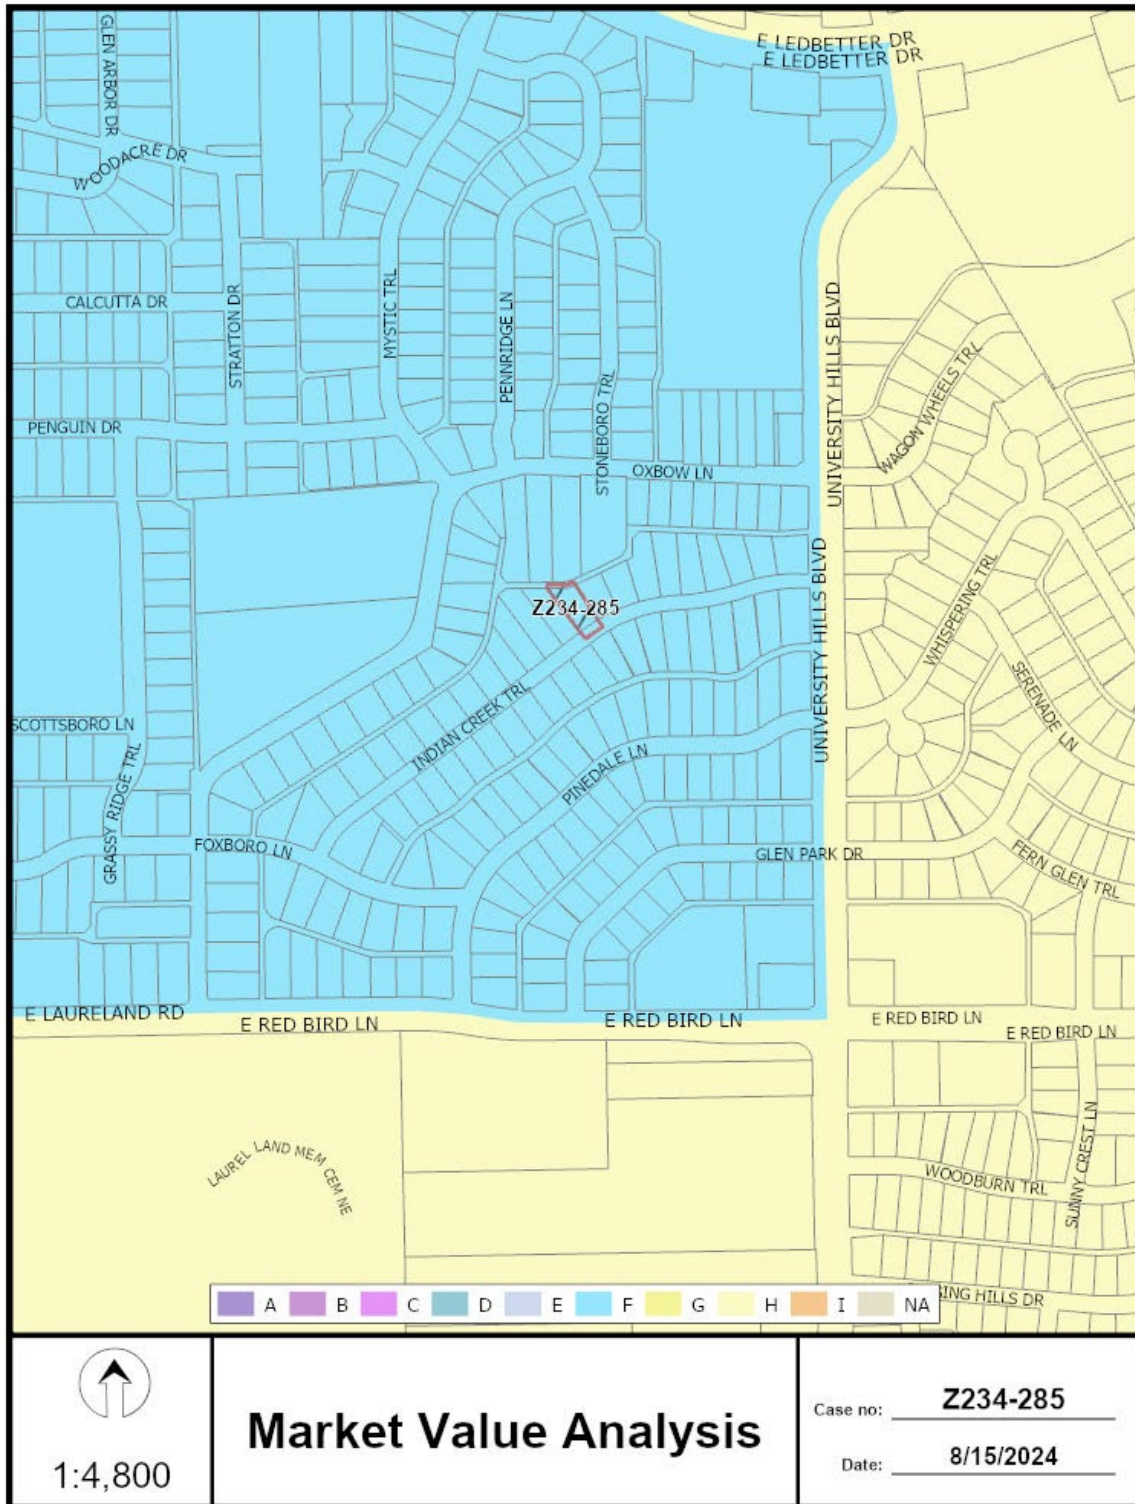 E LEDBETTER DR
E LEDBETTER DR
GLEN ARBOR DR
WOODACRE DR
CALCUTTA DR
STRATTON DR
MYSTIC TRL
PENNRIDGE LN
STONEBORO TRL
UNIVERSITY HILLS BLVD
WAGON WHEELS TRL
PENGUIN DR
OXBOW LN
Z234-285
UNIVERSITY HILLS BLVD
WHISPERING TRL
SERENADE LN
SCOTTSBORO LN
GRASSY RIDGE TRL
INDIAN CREEK TRL
PINEDALE LN
FOXBORO LN
GLEN PARK DR
FERN GLEN TRL
E LAURELAND RD
E RED BIRD LN
E RED BIRD LN
E RED BIRD LN
E RED BIRD LN
LAUREL LAND MEM CEM NE
WOODBURN TRL
SUNNY CREST LN
ING HILLS DR
A B C D E F G H I NA
1:4,800
Market Value Analysis
Case no: Z234-285
Date: 8/15/2024